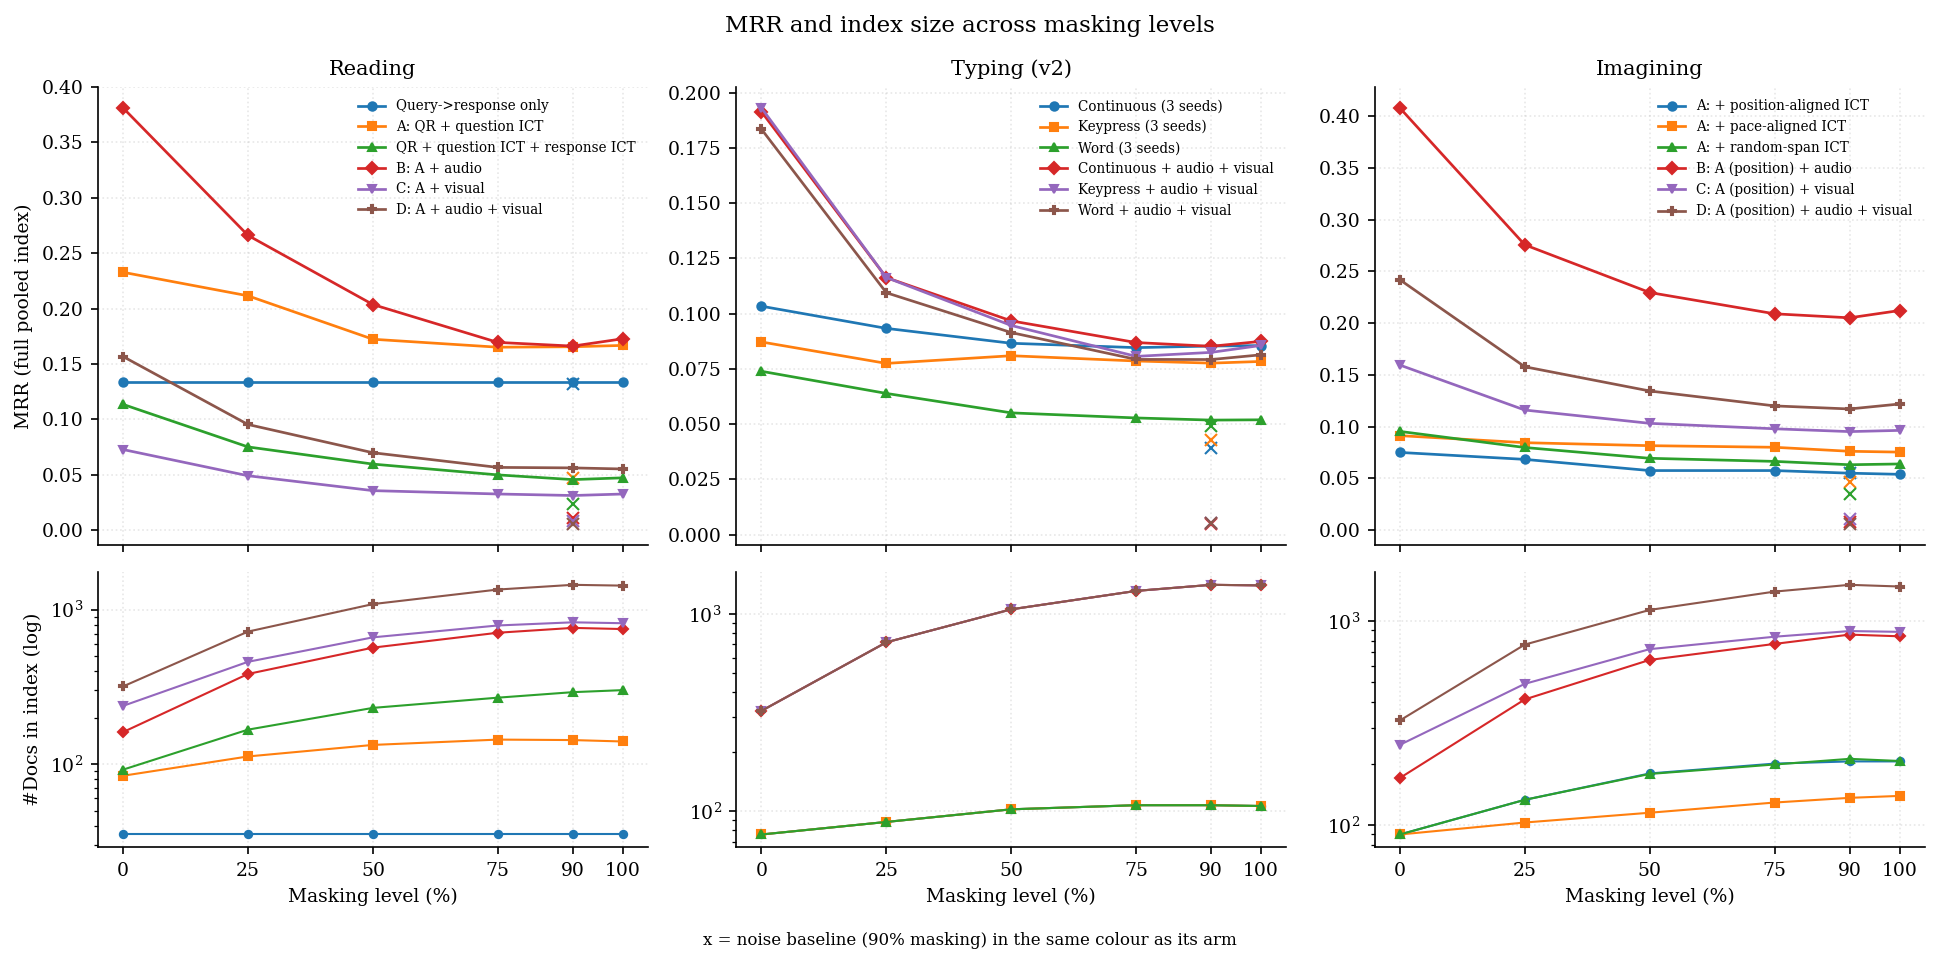 MRR and index size across masking levels
Reading
MRR (full pooled index)
0.40
0.35
0.30
0.25
0.20
0.15
0.10
0.05
0.00
Query->response only
A: QR + question ICT
QR + question ICT + response ICT
B: A + audio
C: A + visual
D: A + audio + visual
Typing (v2)
0.200
0.175
0.150
0.125
0.100
0.075
0.050
0.025
0.000
Continuous (3 seeds)
Keypress (3 seeds)
Word (3 seeds)
Continuous + audio + visual
Keypress + audio + visual
Word + audio + visual
Imagining
0.40
0.35
0.30
0.25
0.20
0.15
0.10
0.05
0.00
A: + position-aligned ICT
A: + pace-aligned ICT
A: + random-span ICT
B: A (position) + audio
C: A (position) + visual
D: A (position) + audio + visual
#Docs in index (log)
10³
10²
0 25 50 75 90 100
Masking level (%)
10³
10²
0 25 50 75 90 100
Masking level (%)
10³
10²
0 25 50 75 90 100
Masking level (%)
x = noise baseline (90% masking) in the same colour as its arm